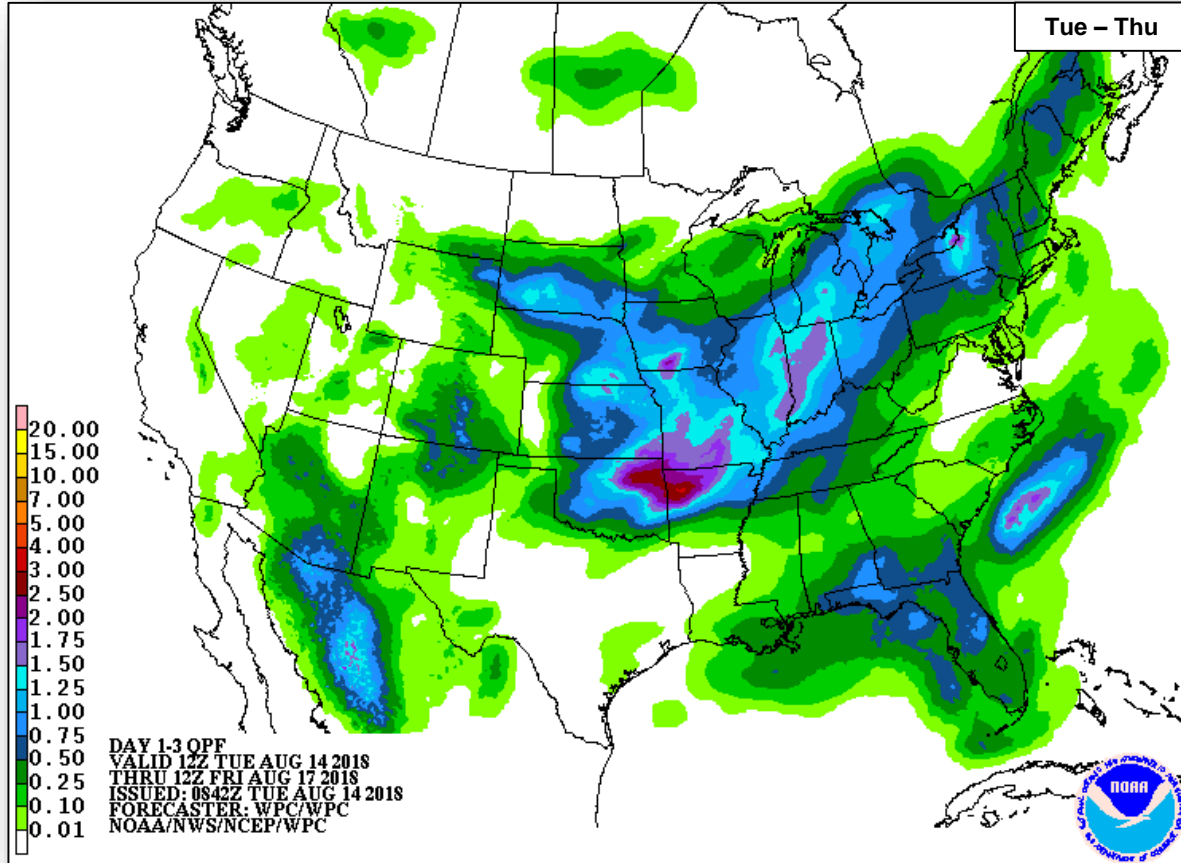 Tue – Thu
20.00
15.00
10.00
7.00
5.00
4.00
3.00
2.50
2.00
1.75
1.50
1.25
1.00
0.75
0.50
0.25
0.10
0.01
DAY 1-3 QPF
VALID 12Z TUE AUG 14 2018
THRU 12Z FRI AUG 17 2018
ISSUED: 0842Z TUE AUG 14 2018
FORECASTER: WPC/WPC
NOAA/NWS/NCEP/WPC
NOAA